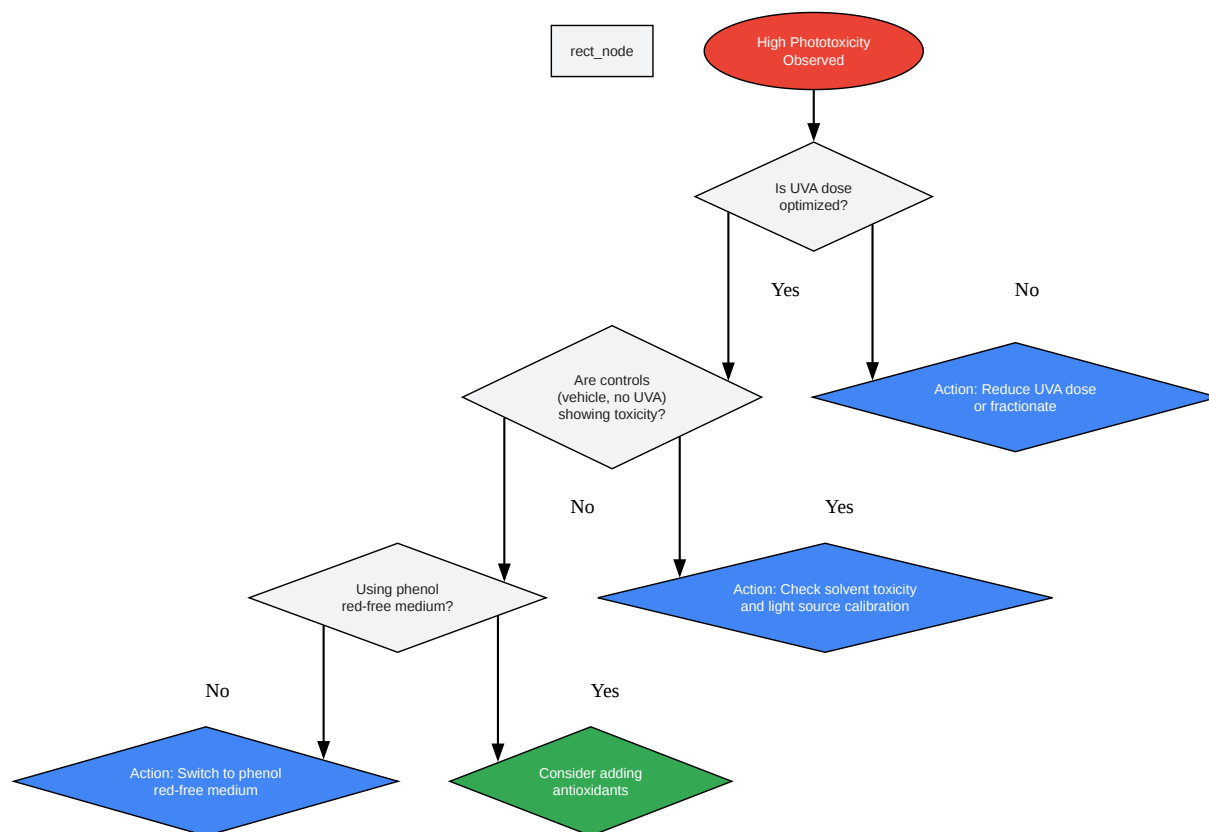 rect_node
High Phototoxicity
Observed
Is UVA dose
optimized?
Yes
No
Are controls
(vehicle, no UVA)
showing toxicity?
Action: Reduce UVA dose
or fractionate
No
Yes
Using phenol
red-free medium?
Action: Check solvent toxicity
and light source calibration
No
Yes
Action: Switch to phenol
red-free medium
Consider adding
antioxidants